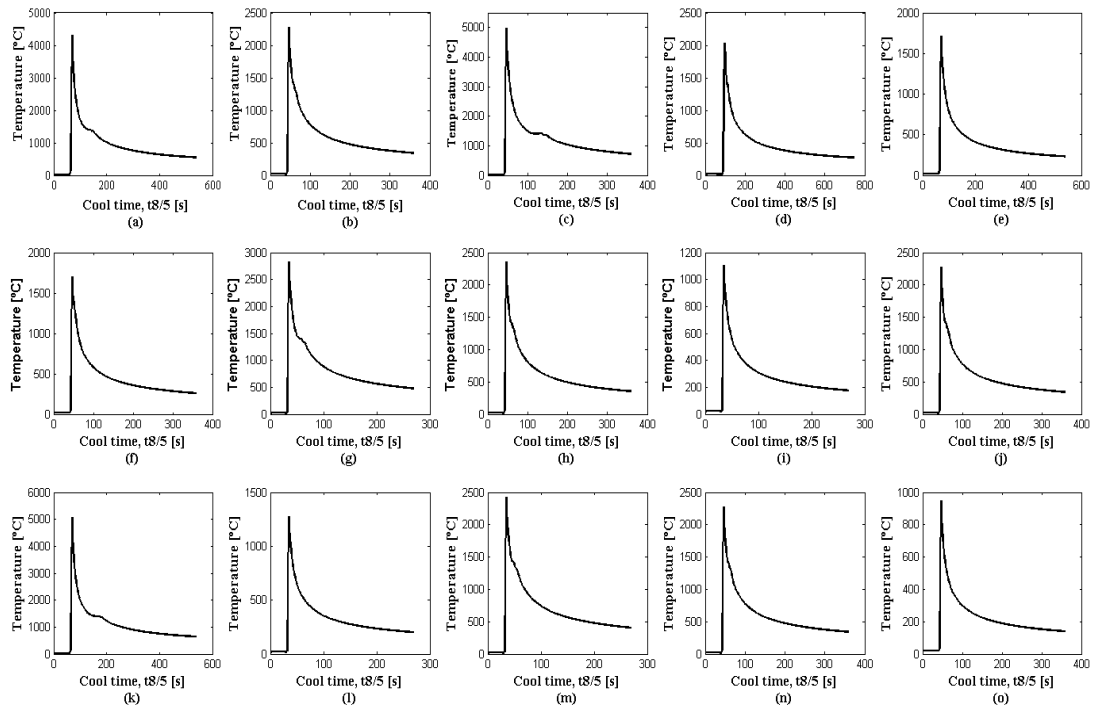 5000
4000
3000
2000
1000
0
0 200 400 600
Temperature [°C]
Cool time, t8/5 [s]
(a)
2500
2000
1500
1000
500
0
0 100 200 300 400
Temperature [°C]
Cool time, t8/5 [s]
(b)
5000
4000
3000
2000
1000
0
0 100 200 300 400
Temperature [°C]
Cool time, t8/5 [s]
(c)
2500
2000
1500
1000
500
0
0 200 400 600 800
Temperature [°C]
Cool time, t8/5 [s]
(d)
2000
1500
1000
500
0
0 200 400 600
Temperature [°C]
Cool time, t8/5 [s]
(e)
2000
1500
1000
500
0
0 100 200 300 400
Temperature [°C]
Cool time, t8/5 [s]
(f)
3000
2500
2000
1500
1000
500
0
0 100 200 300
Temperature [°C]
Cool time, t8/5 [s]
(g)
2500
2000
1500
1000
500
0
0 100 200 300 400
Temperature [°C]
Cool time, t8/5 [s]
(h)
1200
1000
800
600
400
200
0
0 100 200 300
Temperature [°C]
Cool time, t8/5 [s]
(i)
2500
2000
1500
1000
500
0
0 100 200 300 400
Temperature [°C]
Cool time, t8/5 [s]
(j)
6000
5000
4000
3000
2000
1000
0
0 200 400 600
Temperature [°C]
Cool time, t8/5 [s]
(k)
1500
1000
500
0
0 100 200 300
Temperature [°C]
Cool time, t8/5 [s]
(l)
2500
2000
1500
1000
500
0
0 100 200 300
Temperature [°C]
Cool time, t8/5 [s]
(m)
2500
2000
1500
1000
500
0
0 100 200 300 400
Temperature [°C]
Cool time, t8/5 [s]
(n)
1000
800
600
400
200
0
0 100 200 300 400
Temperature [°C]
Cool time, t8/5 [s]
(o)